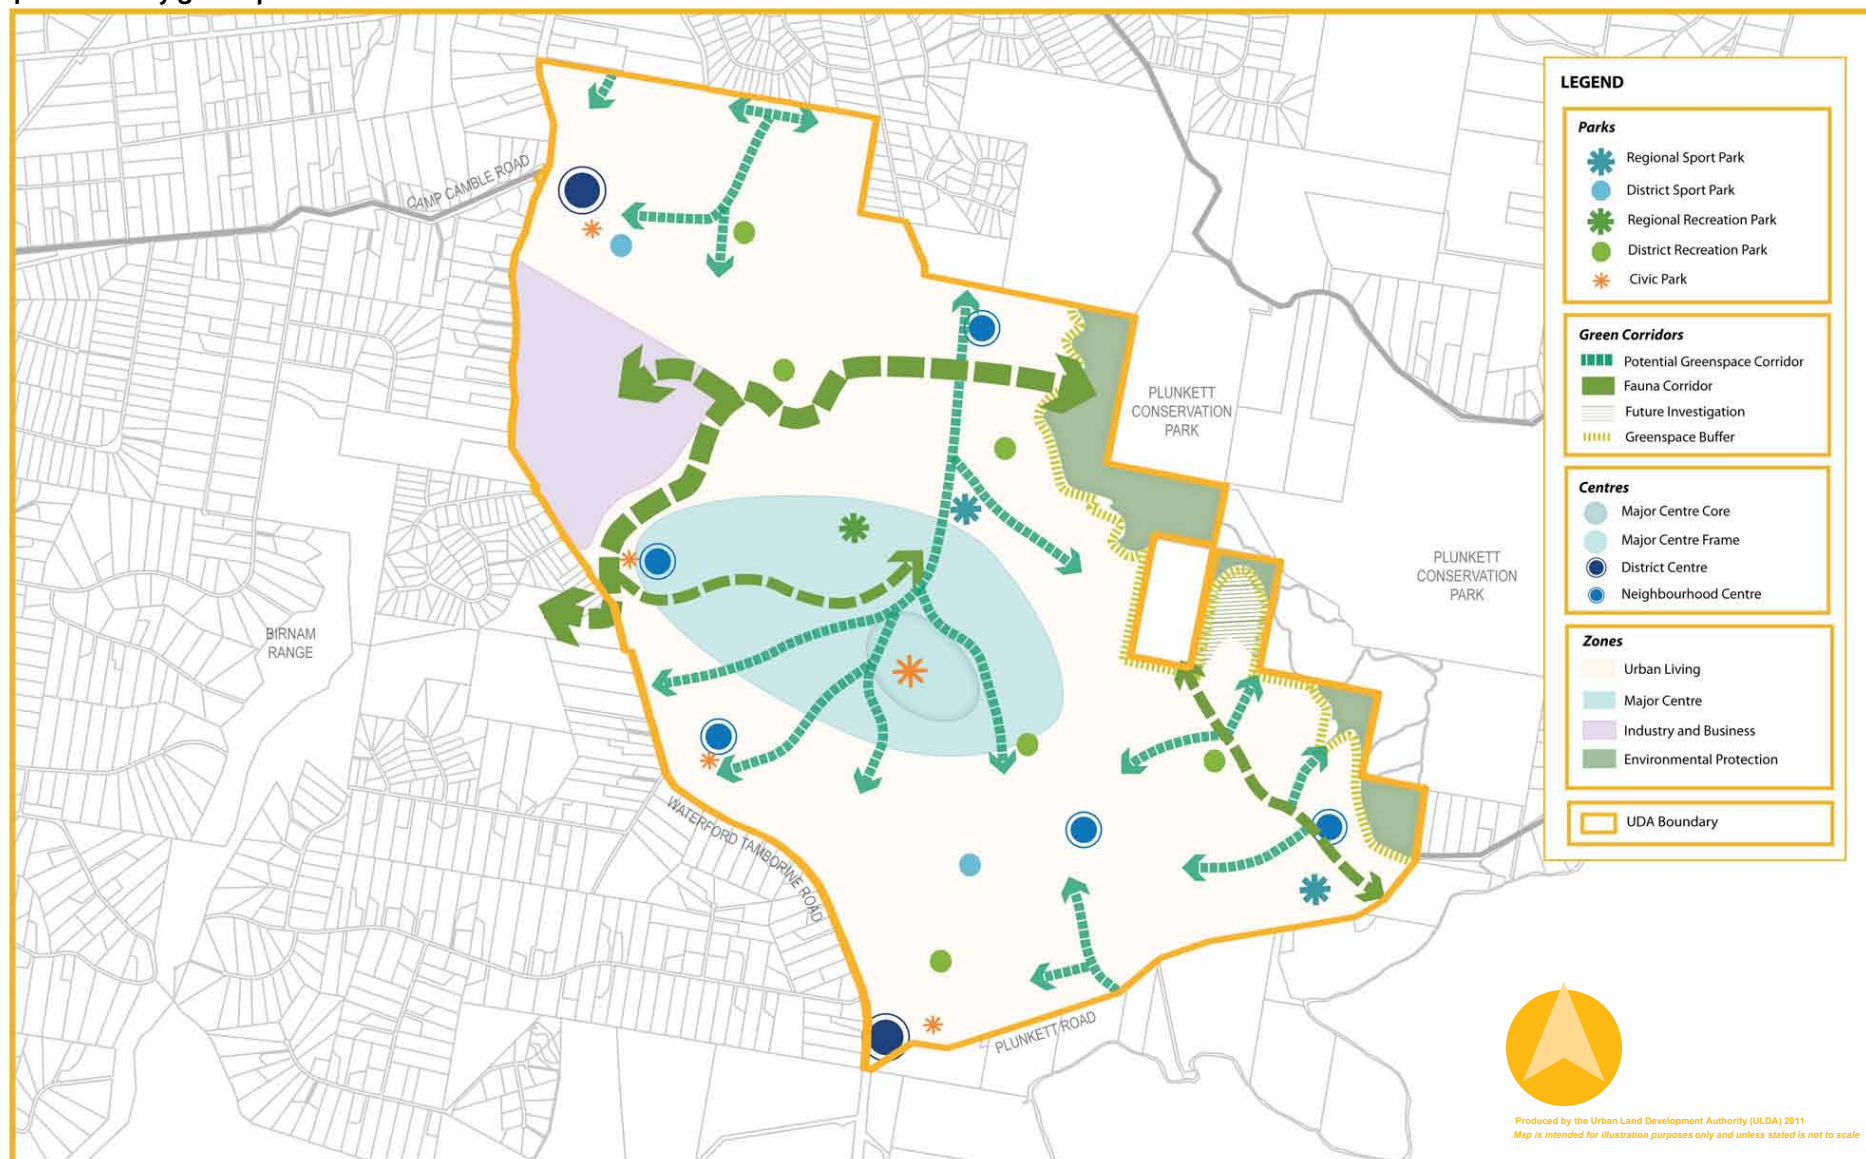 CAMP CAMBLE ROAD
PLUNKETT
CONSERVATION
PARK
PLUNKETT
CONSERVATION
PARK
BIRNAM
RANGE
WATERFORD TAMBORINE ROAD
PLUNKETT ROAD
LEGEND
Parks
Regional Sport Park
District Sport Park
Regional Recreation Park
District Recreation Park
Civic Park
Green Corridors
Potential Greenspace Corridor
Fauna Corridor
Future Investigation
Greenspace Buffer
Centres
Major Centre Core
Major Centre Frame
District Centre
Neighbourhood Centre
Zones
Urban Living
Major Centre
Industry and Business
Environmental Protection
UDA Boundary
Produced by the Urban Land Development Authority (ULDA) 2011
Map is intended for illustration purposes only and unless stated is not to scale